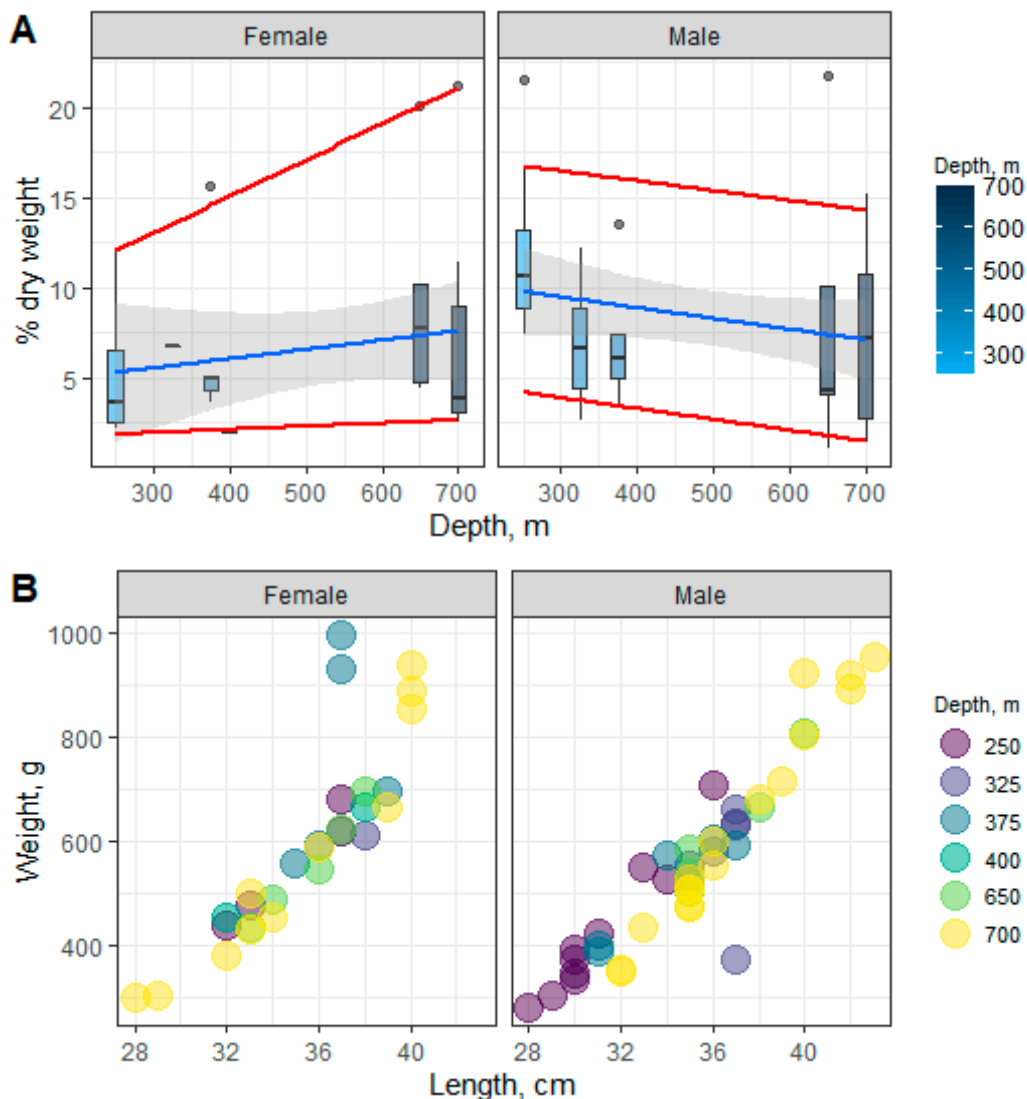 A
Female
Male
% dry weight
20
15
10
5
300 400 500 600 700
300 400 500 600 700
Depth, m
Depth, m
700
600
500
400
300
B
Female
Male
Weight, g
1000
800
600
400
28 32 36 40
28 32 36 40
Length, cm
Depth, m
250
325
375
400
650
700